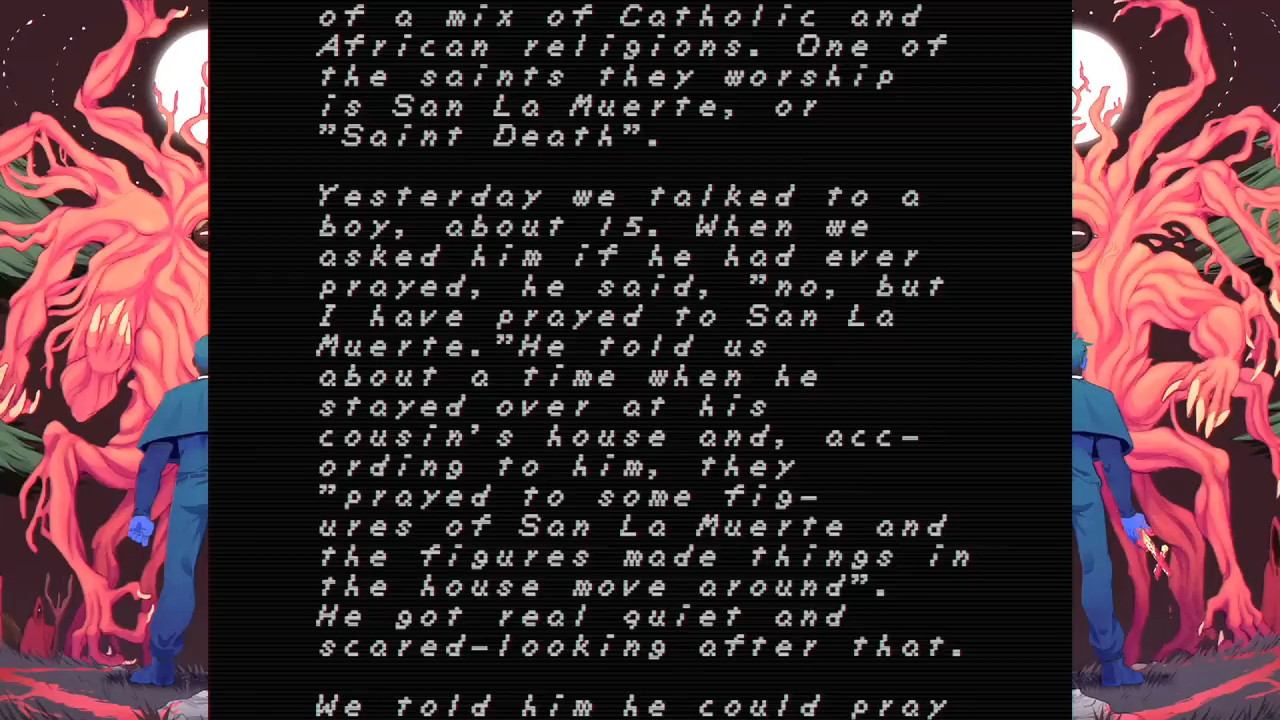 of a mix of Catholic and
African religions. One of
the saints they worship
is San La Muerte, or
"Saint Death".
Yesterday we talked to a
boy, about 15. When we
asked him if he had ever
prayed, he said, "no, but
I have prayed to San La
Muerte."He told us
about a time when he
stayed over at his
cousin's house and, acc-
ording to him, they
"prayed to some fig-
ures of San La Muerte and
the figures made things in
the house move around".
He got real quiet and
scared-looking after that.
We told him he could pray